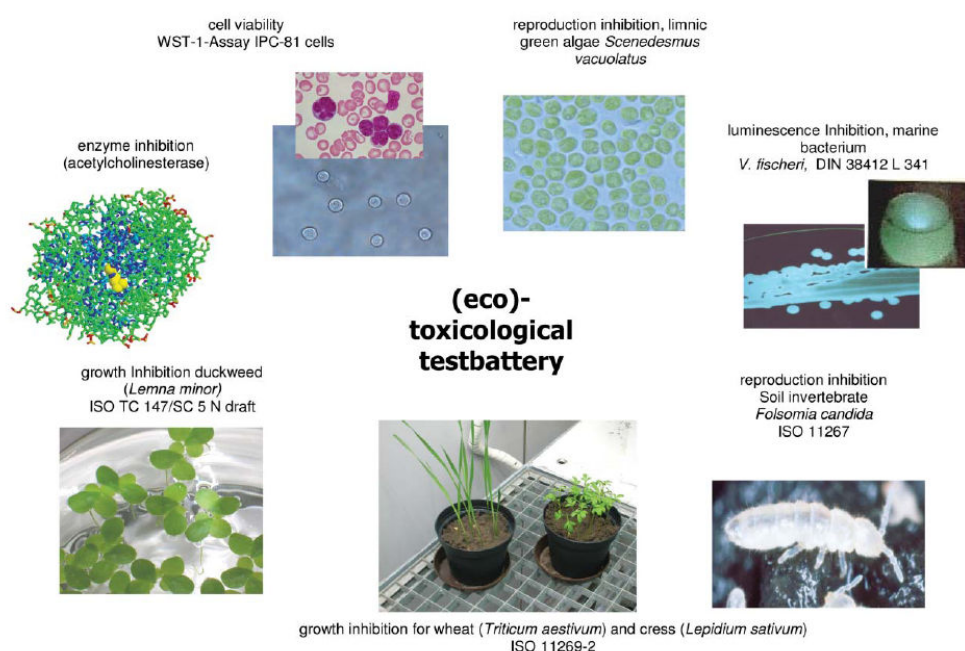 cell viability
WST-1-Assay IPC-81 cells
reproduction inhibition, limnic
green algae Scenedesmus
vacuolatus
enzyme inhibition
(acetylcholinesterase)
luminescence Inhibition, marine
bacterium
V. fischeri, DIN 38412 L 341
(eco)-
toxicological
testbattery
growth Inhibition duckweed
(Lemna minor)
ISO TC 147/SC 5 N draft
reproduction inhibition
Soil invertebrate
Folsomia candida
ISO 11267
growth inhibition for wheat (Triticum aestivum) and cress (Lepidium sativum)
ISO 11269-2